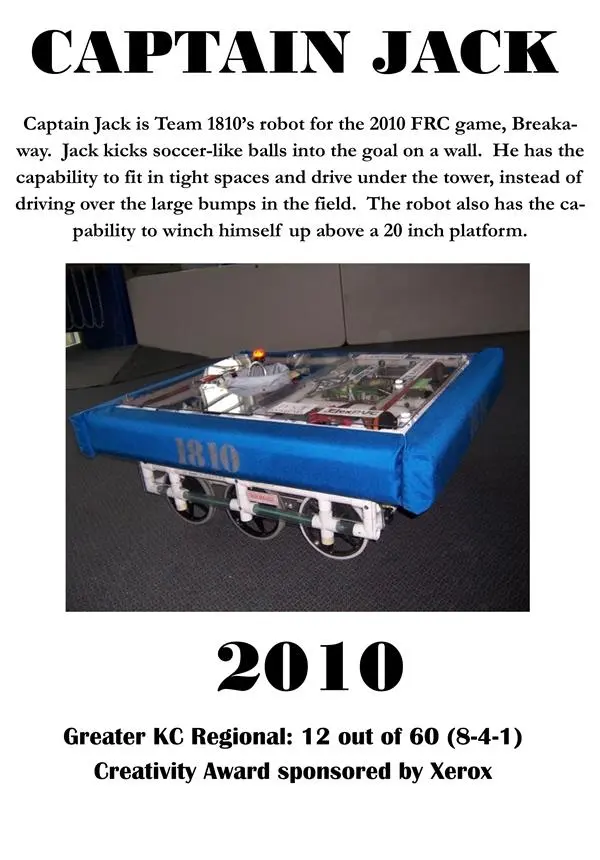 CAPTAIN JACK
Captain Jack is Team 1810’s robot for the 2010 FRC game, Breaka-
way. Jack kicks soccer-like balls into the goal on a wall. He has the
capability to fit in tight spaces and drive under the tower, instead of
driving over the large bumps in the field. The robot also has the ca-
pability to winch himself up above a 20 inch platform.
1810
2010
Greater KC Regional: 12 out of 60 (8-4-1)
Creativity Award sponsored by Xerox